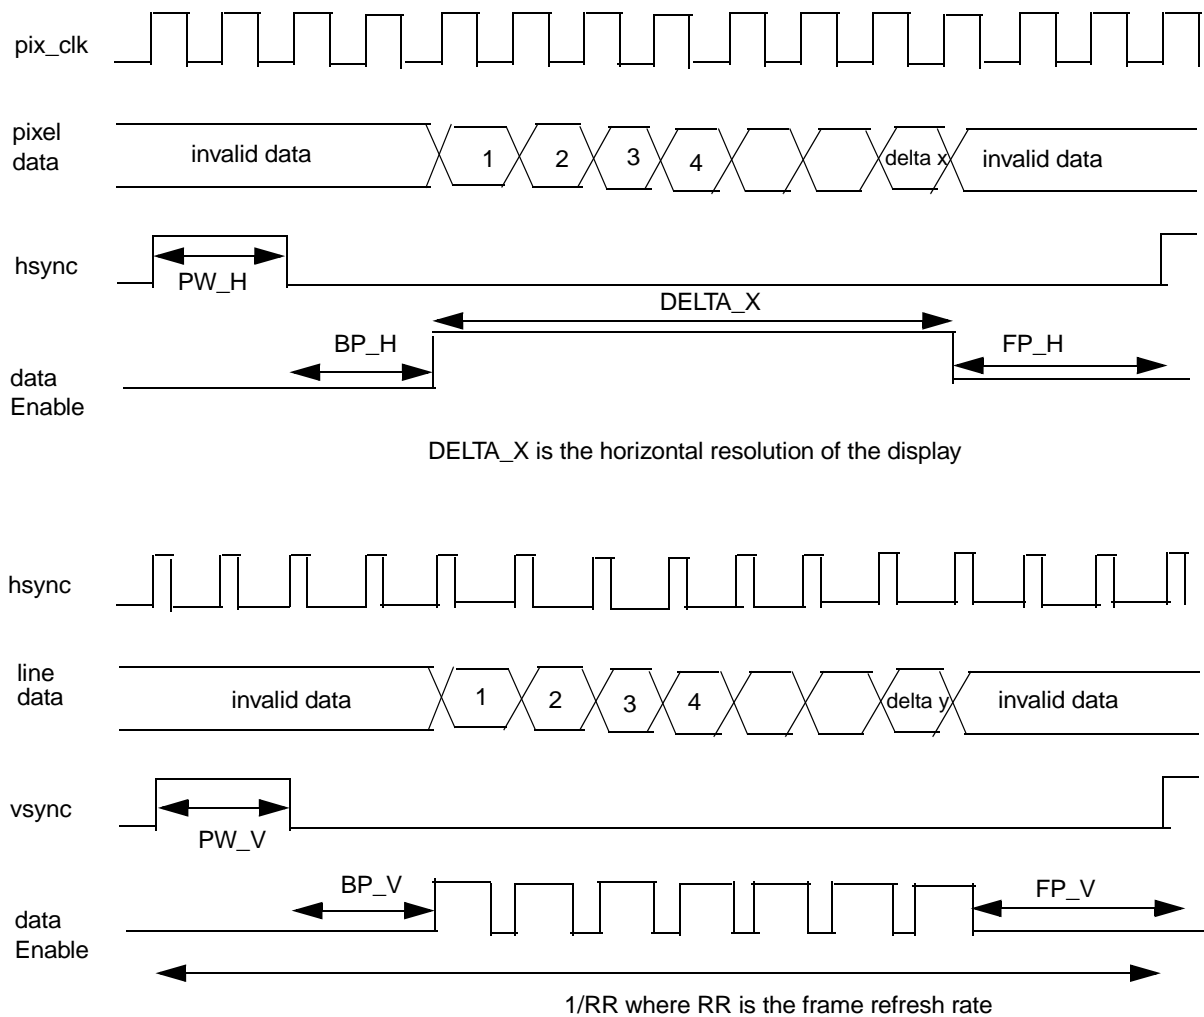 pix_clk
pixel
data
invalid data
1
2
3
4
delta x
invalid data
hsync
PW_H
DELTA_X
BP_H
FP_H
data
Enable
DELTA_X is the horizontal resolution of the display
hsync
line
data
invalid data
1
2
3
4
delta y
invalid data
vsync
PW_V
BP_V
FP_V
data
Enable
1/RR where RR is the frame refresh rate